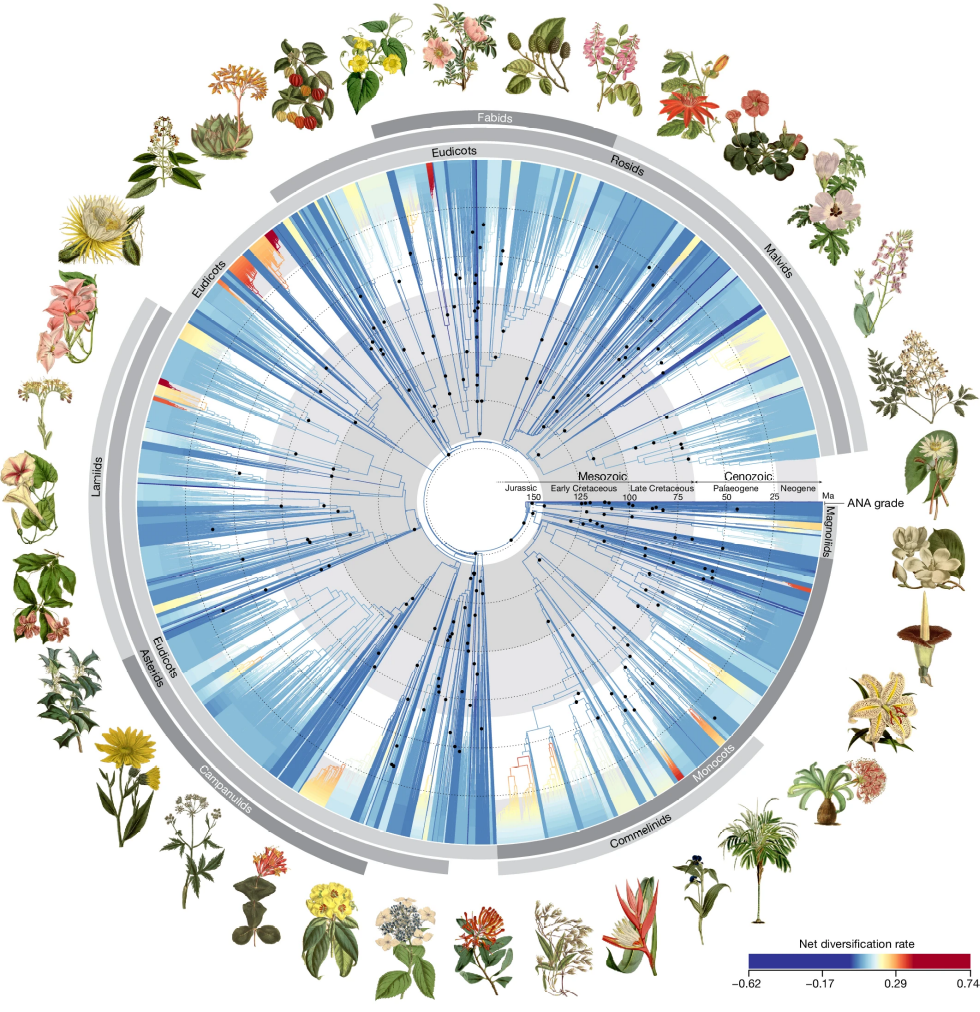 Fabids
Eudicots
Rosids
Malvids
Eudicots
Lamiids
Mesozoic
Cenozoic
Jurassic
Early Cretaceous
Late Cretaceous
Palaeogene
Neogene
150
125
100
75
50
25
Ma
ANA grade
Magnoliids
Eudicots
Asterids
Monocots
Campanulids
Commelinids
Net diversification rate
−0.62
−0.17
0.29
0.74